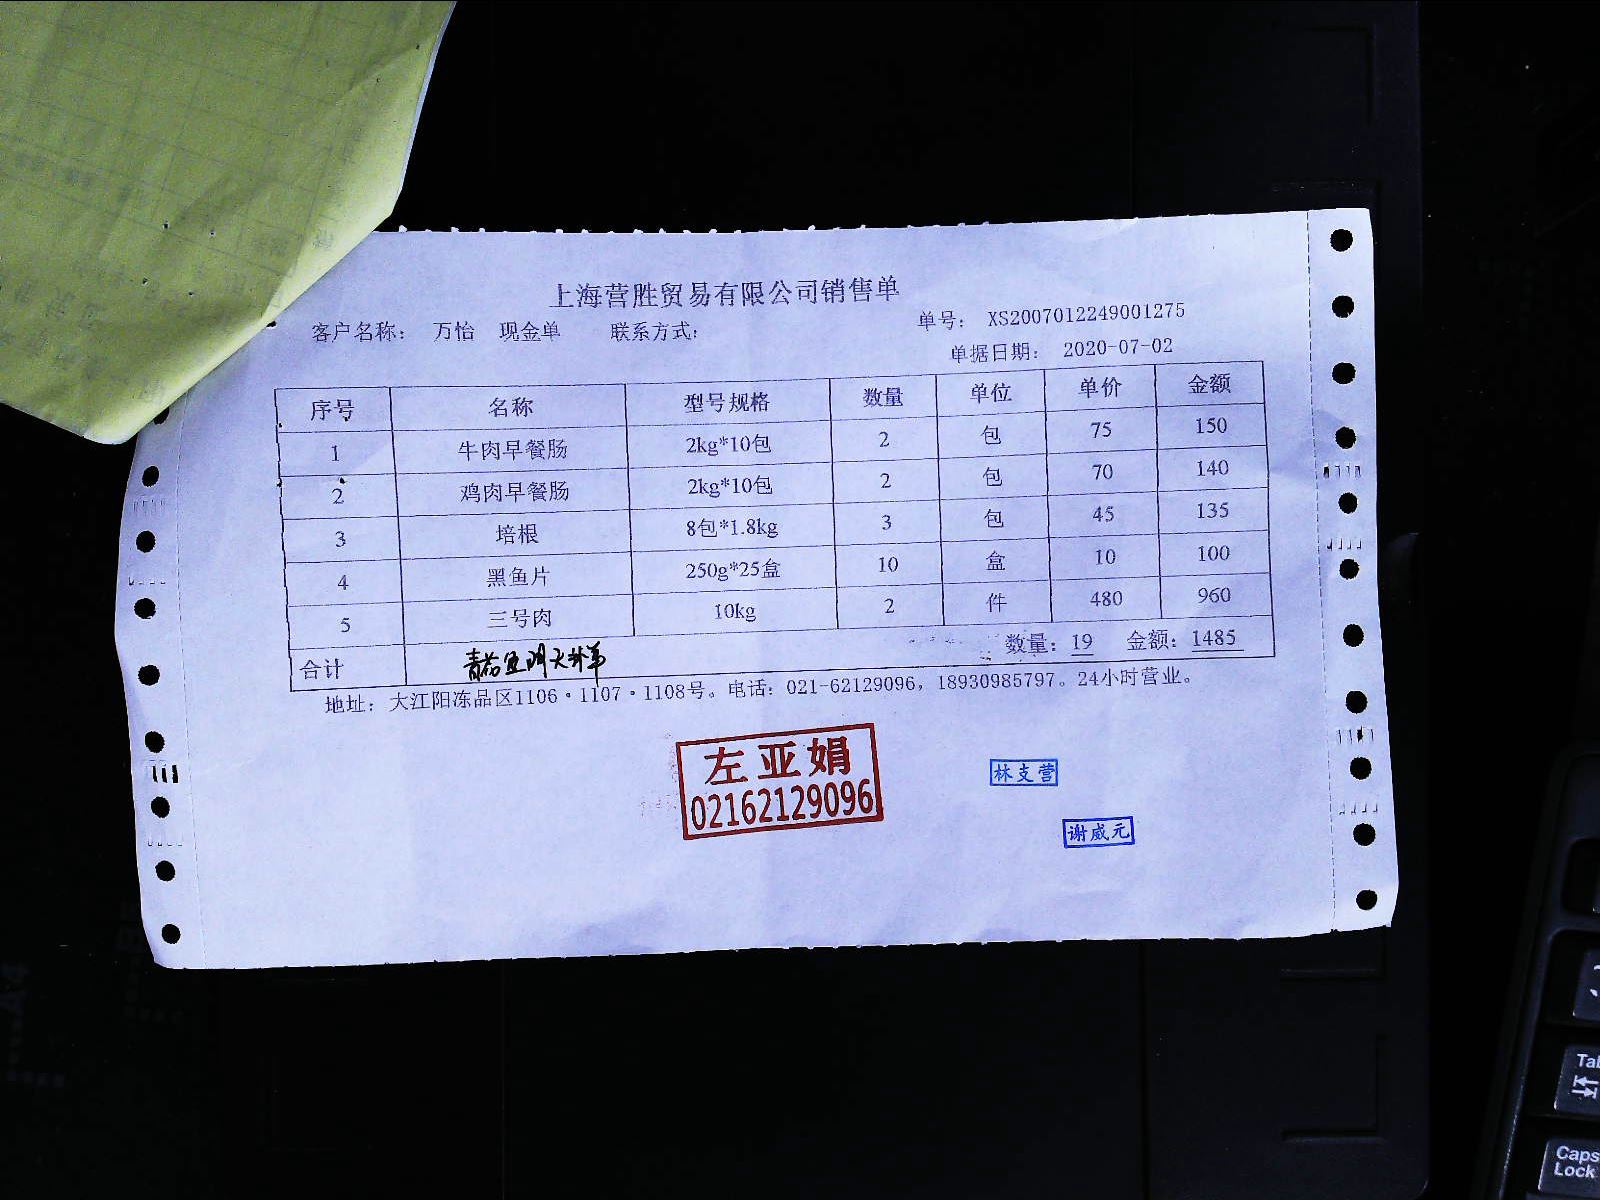 上海营胜贸易有限公司销售单
客户名称： 万怡 现金单 联系方式： 单号： XS2007012249001275
单据日期： 2020-07-02
序号 名称 型号规格 数量 单位 单价 金额
1 牛肉早餐肠 2kg*10包 2 包 75 150
2 鸡肉早餐肠 2kg*10包 2 包 70 140
3 培根 8包*1.8kg 3 包 45 135
4 黑鱼片 250g*25盒 10 盒 10 100
5 三号肉 10kg 2 件 480 960
合计 数量：19 金额：1485
地址：大江阳冻品区1106·1107·1108号。电话：021-62129096，18930985797。24小时营业。
左亚娟
02162129096
林支营
谢威元
Tab
Caps
Lock